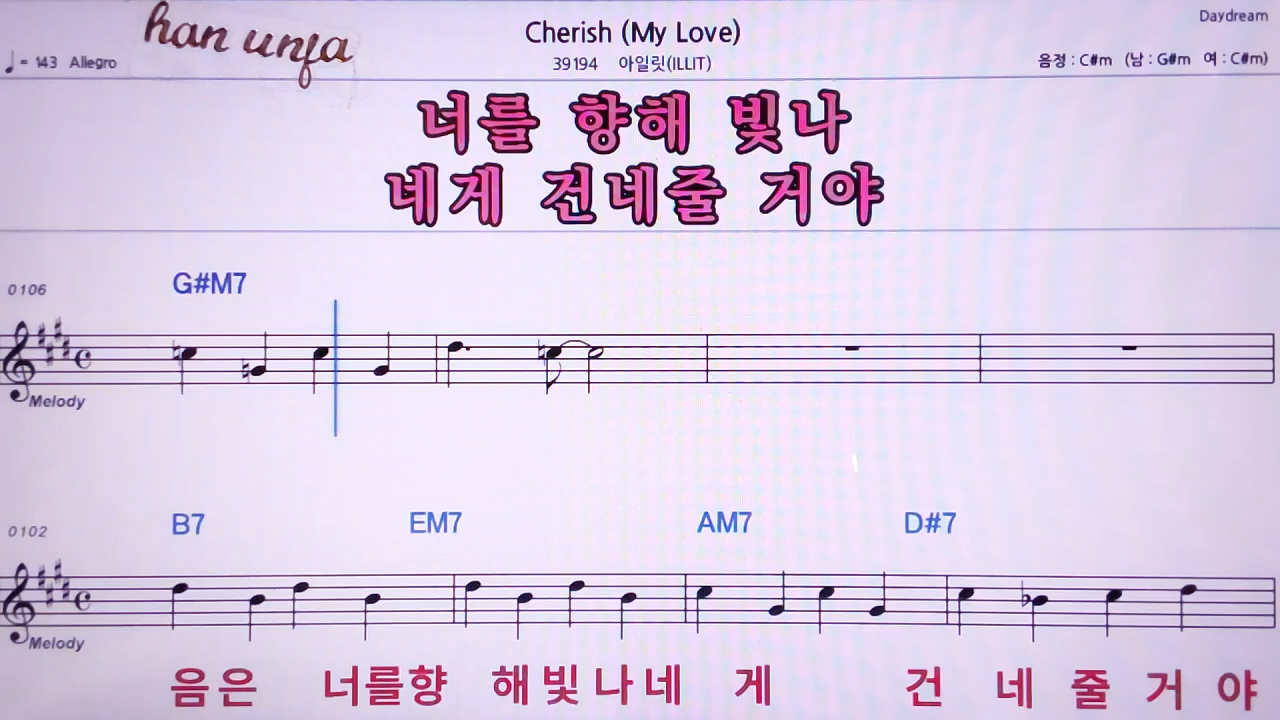 han unfa
Cherish (My Love)
Daydream
♩= 143 Allegro
39194 아일릿(ILLIT)
음정 : C#m (남 : G#m 여 : C#m)
너를 향해 빛나
네게 건네줄 거야
0106
G#M7
Melody
0102
B7 EM7 AM7 D#7
Melody
음은 너를향 해빛나네 게 건 네 줄 거 야